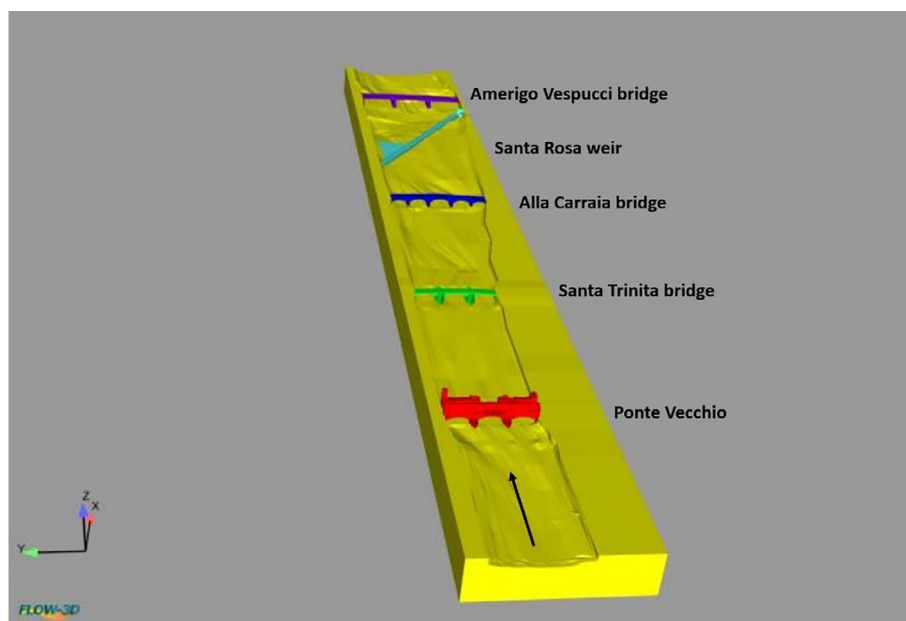 Amerigo Vespucci bridge
Santa Rosa weir
Alla Carraia bridge
Santa Trinita bridge
Ponte Vecchio
Z
X
Y
FLOW-3D